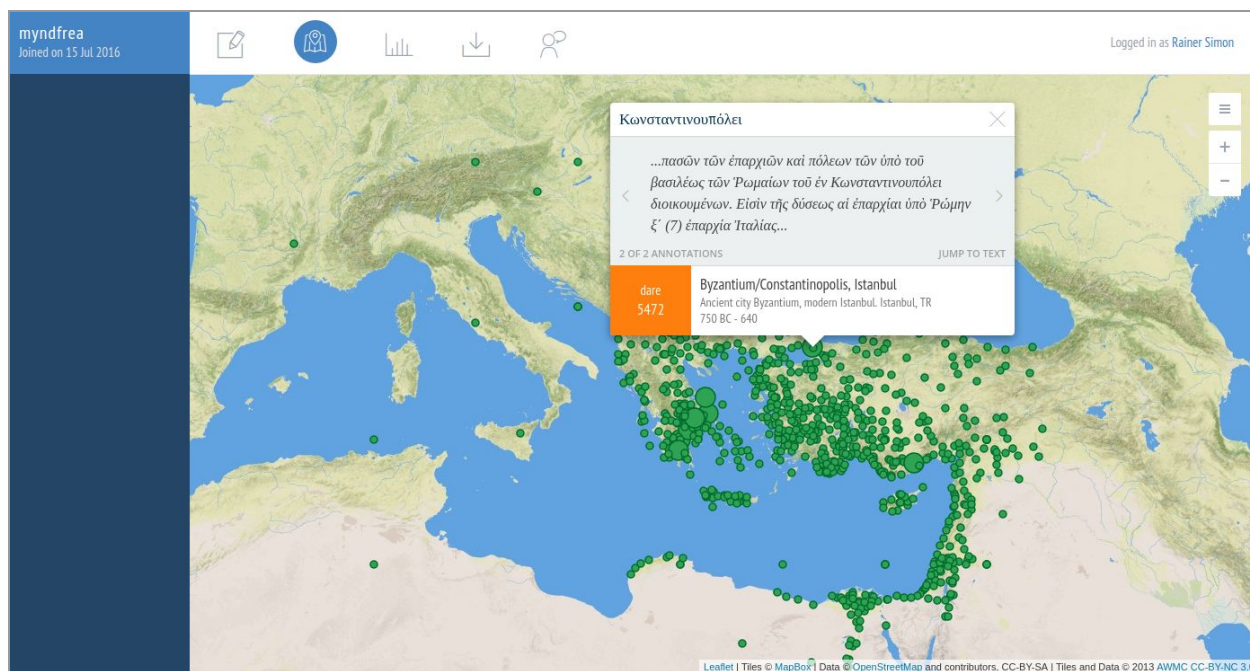 myndfrea
Joined on 15 Jul 2016
Logged in as Rainer Simon
Κωνσταντινουπόλει
...πασῶν τῶν ἐπαρχιῶν καὶ πόλεων τῶν ὑπὸ τοῦ
βασιλέως τῶν Ῥωμαίων τοῦ ἐν Κωνσταντινουπόλει
διοικουμένων. Εἰσὶν τῆς δύσεως αἱ ἐπαρχίαι ὑπὸ Ῥώμην
ξ΄ (7) ἐπαρχία Ἰταλίας...
2 OF 2 ANNOTATIONS
JUMP TO TEXT
dare
5472
Byzantium/Constantinopolis, Istanbul
Ancient city Byzantium, modern Istanbul. İstanbul, TR
750 BC - 640
Leaflet | Tiles © MapBox | Data © OpenStreetMap and contributors, CC-BY-SA | Tiles and Data © 2013 AWMC CC-BY-NC